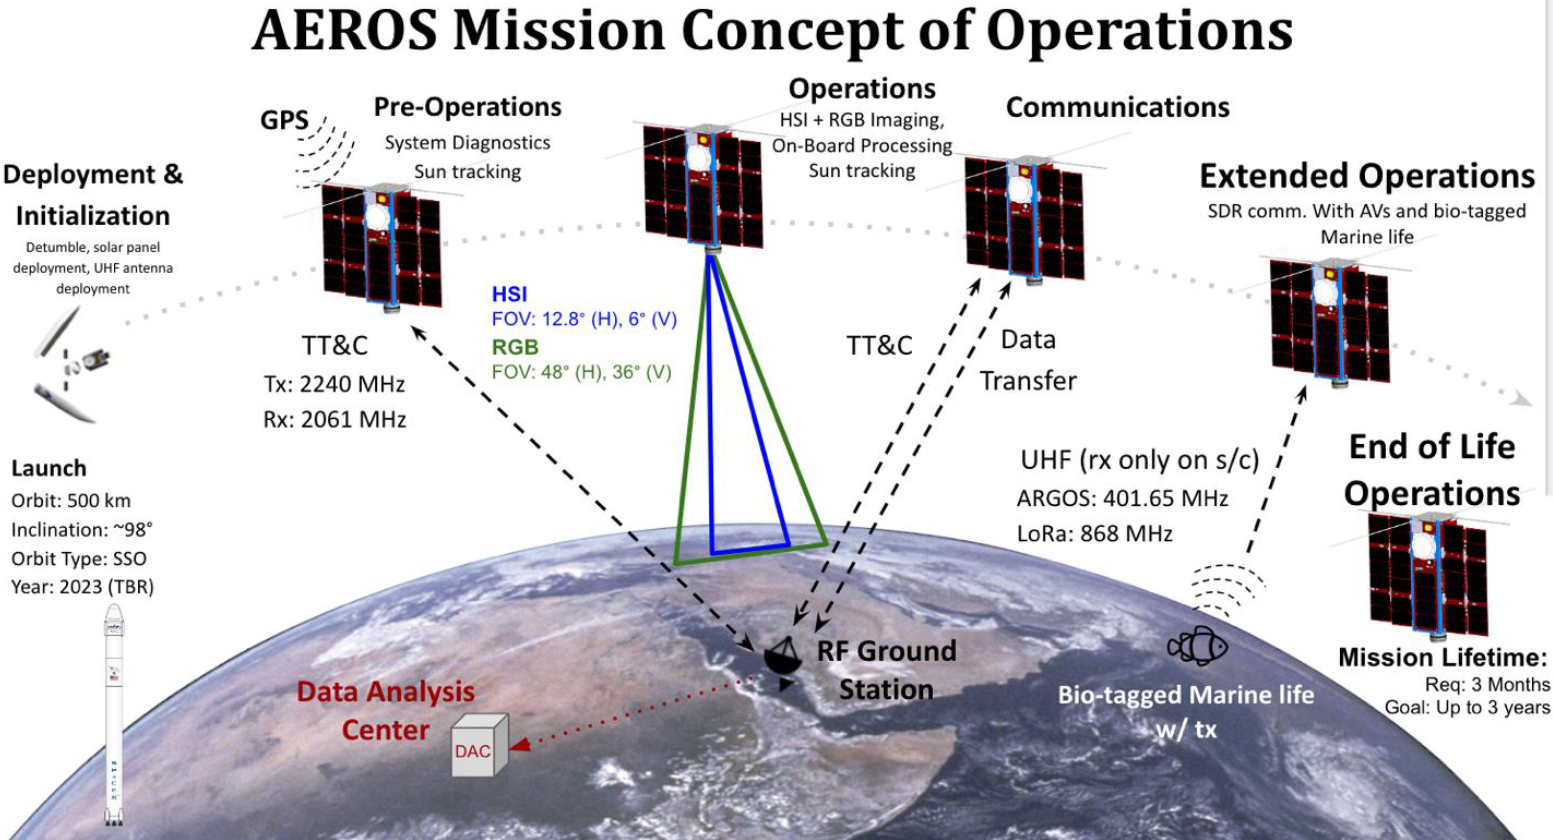 AEROS Mission Concept of Operations
GPS
Pre-Operations
System Diagnostics
Sun tracking
Operations
HSI + RGB Imaging,
On-Board Processing
Sun tracking
Communications
Deployment &
Initialization
Detumble, solar panel
deployment, UHF antenna
deployment
Extended Operations
SDR comm. With AVs and bio-tagged
Marine life
HSI
FOV: 12.8° (H), 6° (V)
RGB
FOV: 48° (H), 36° (V)
TT&C
Tx: 2240 MHz
Rx: 2061 MHz
TT&C
Data
Transfer
Launch
Orbit: 500 km
Inclination: ~98°
Orbit Type: SSO
Year: 2023 (TBR)
UHF (rx only on s/c)
ARGOS: 401.65 MHz
LoRa: 868 MHz
End of Life
Operations
Mission Lifetime:
Req: 3 Months
Goal: Up to 3 years
RF Ground
Station
Data Analysis
Center
DAC
Bio-tagged Marine life
w/ tx